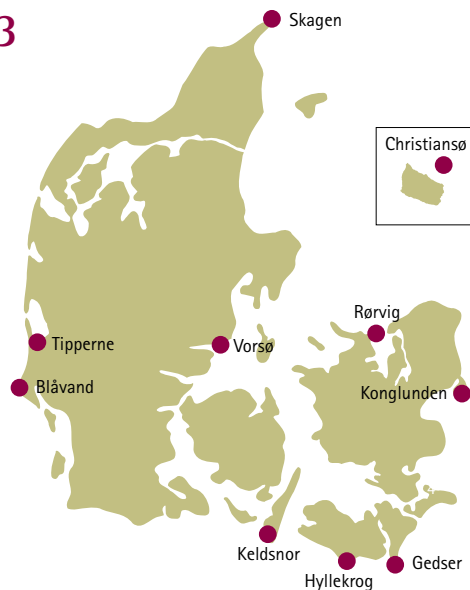 3
Skagen
Christiansø
Rørvig
Tipperne
Vorsø
Blåvand
Konglunden
Keldsnor
Gedser
Hyllekrog